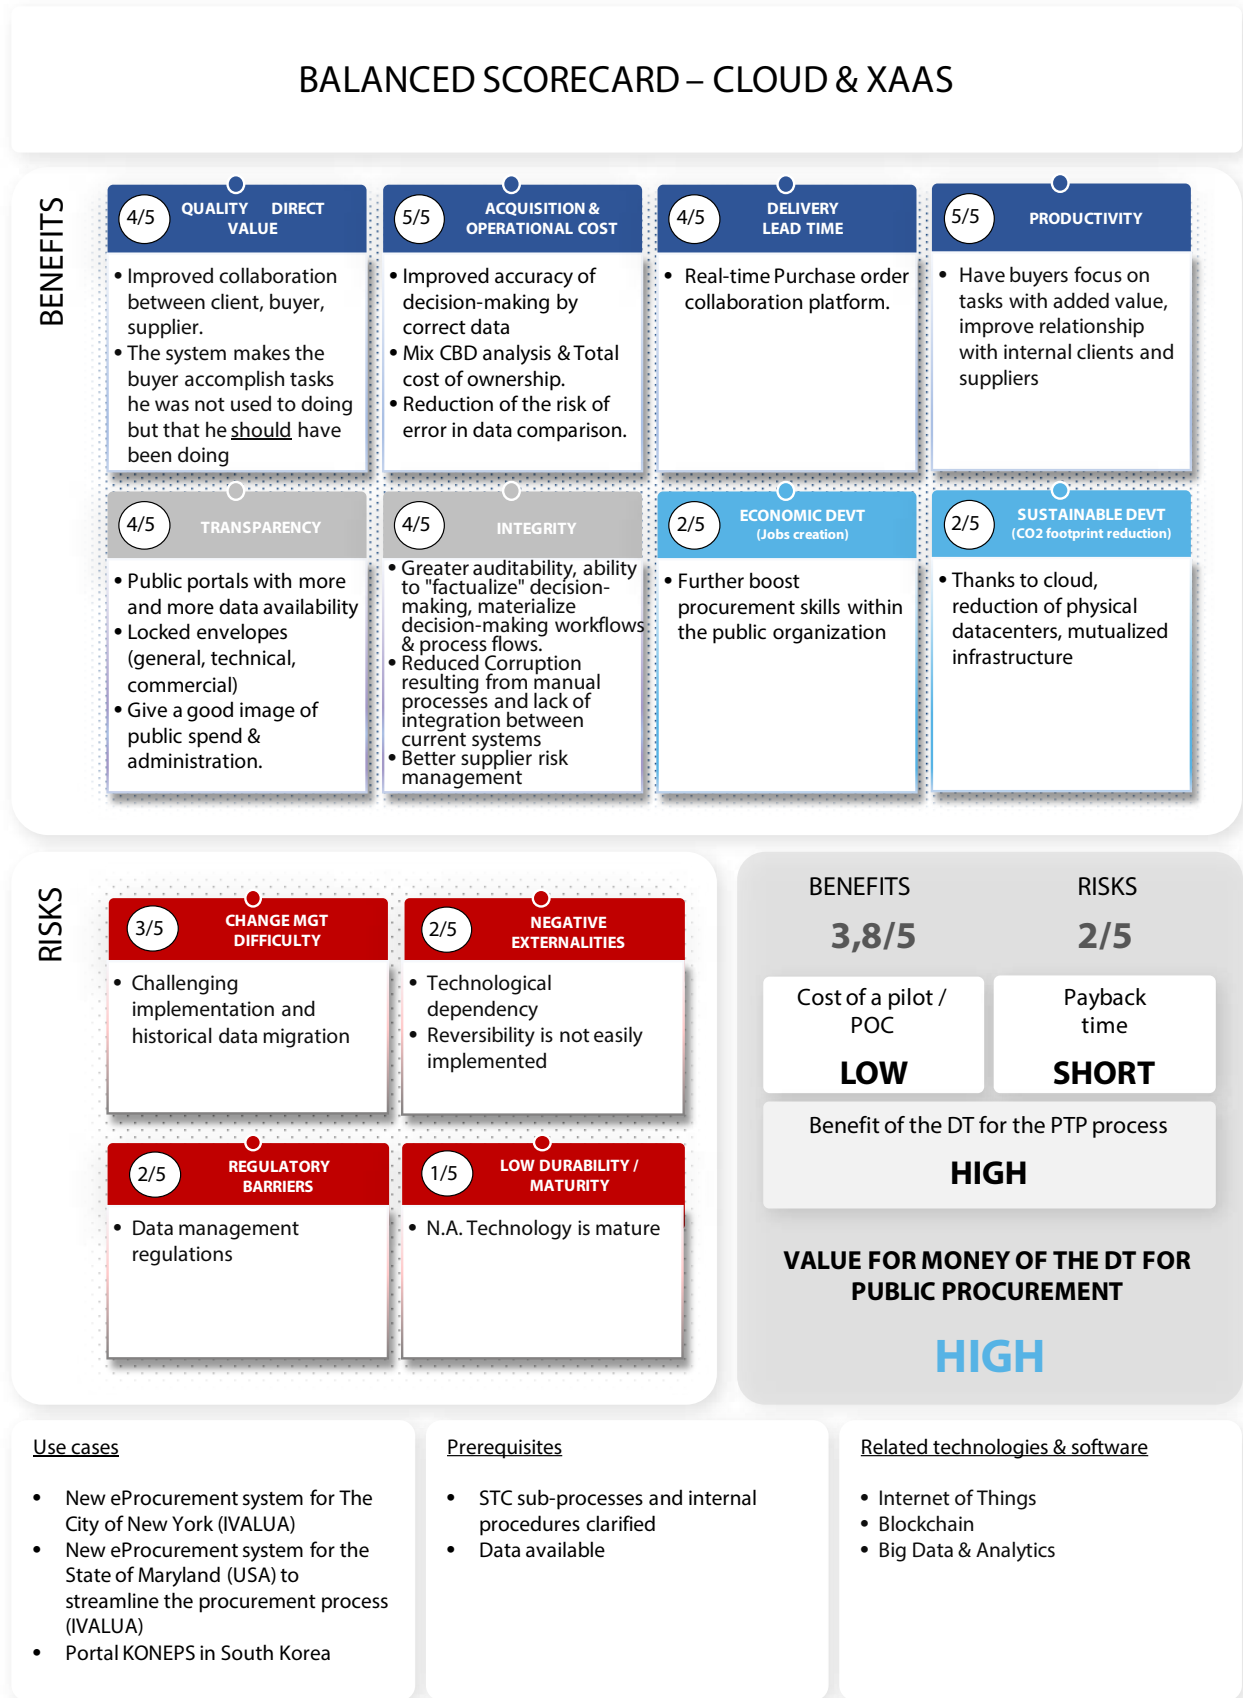 BALANCED SCORECARD – CLOUD & XAAS
BENEFITS
4/5
QUALITY DIRECT
VALUE
• Improved collaboration
between client, buyer,
supplier.
• The system makes the
buyer accomplish tasks
he was not used to doing
but that he should have
been doing
5/5
ACQUISITION &
OPERATIONAL COST
• Improved accuracy of
decision-making by
correct data
• Mix CBD analysis & Total
cost of ownership.
• Reduction of the risk of
error in data comparison.
4/5
DELIVERY
LEAD TIME
• Real-time Purchase order
collaboration platform.
5/5
PRODUCTIVITY
• Have buyers focus on
tasks with added value,
improve relationship
with internal clients and
suppliers
4/5
TRANSPARENCY
• Public portals with more
and more data availability
• Locked envelopes
(general, technical,
commercial)
• Give a good image of
public spend &
administration.
4/5
INTEGRITY
• Greater auditability, ability
to "factualize" decision-
making, materialize
decision-making workflows
& process flows.
• Reduced Corruption
resulting from manual
processes and lack of
integration between
current systems
• Better supplier risk
management
2/5
ECONOMIC DEVT
(Jobs creation)
• Further boost
procurement skills within
the public organization
2/5
SUSTAINABLE DEVT
(CO2 footprint reduction)
• Thanks to cloud,
reduction of physical
datacenters, mutualized
infrastructure
RISKS
3/5
CHANGE MGT
DIFFICULTY
• Challenging
implementation and
historical data migration
2/5
NEGATIVE
EXTERNALITIES
• Technological
dependency
• Reversibility is not easily
implemented
2/5
REGULATORY
BARRIERS
• Data management
regulations
1/5
LOW DURABILITY /
MATURITY
• N.A. Technology is mature
BENEFITS
3,8/5
RISKS
2/5
Cost of a pilot /
POC
LOW
Payback
time
SHORT
Benefit of the DT for the PTP process
HIGH
VALUE FOR MONEY OF THE DT FOR
PUBLIC PROCUREMENT
HIGH
Use cases
• New eProcurement system for The
City of New York (IVALUA)
• New eProcurement system for the
State of Maryland (USA) to
streamline the procurement process
(IVALUA)
• Portal KONEPS in South Korea
Prerequisites
• STC sub-processes and internal
procedures clarified
• Data available
Related technologies & software
• Internet of Things
• Blockchain
• Big Data & Analytics